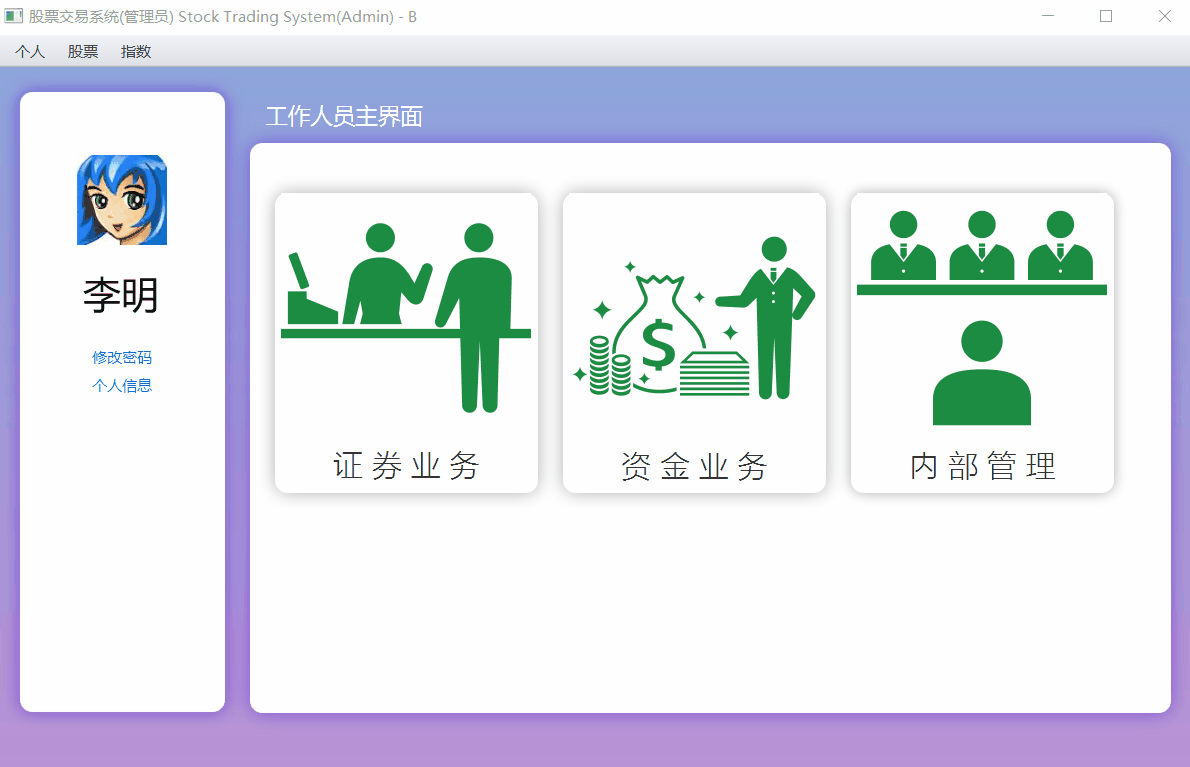 股票交易系统(管理员) Stock Trading System(Admin) - B
个人 股票 指数
工作人员主界面
李明
修改密码
个人信息
证券业务
资金业务
$
内部管理